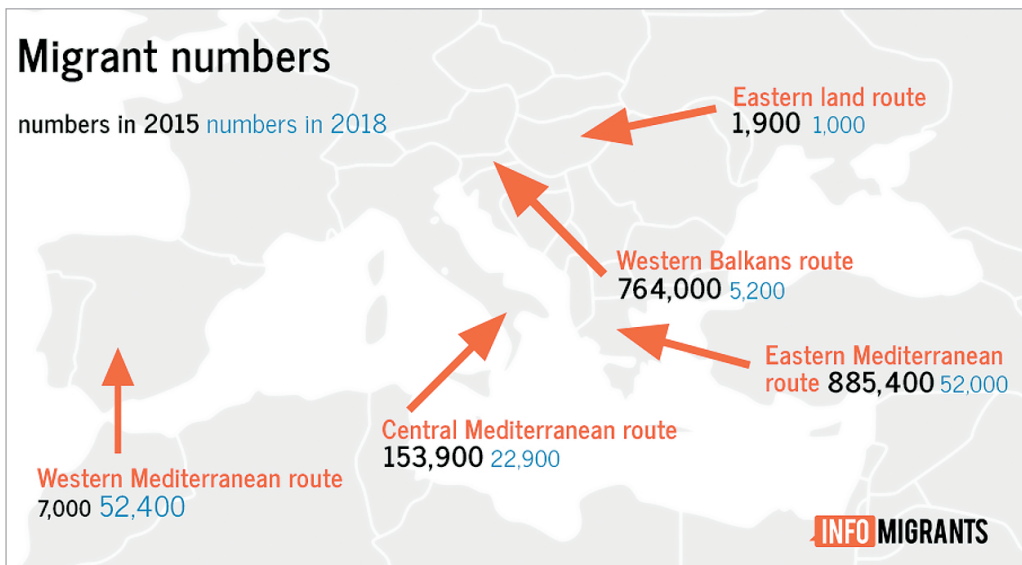 Migrant numbers
numbers in 2015 numbers in 2018
Eastern land route
1,900 1,000
Western Balkans route
764,000 5,200
Eastern Mediterranean
route 885,400 52,000
Central Mediterranean route
153,900 22,900
Western Mediterranean route
7,000 52,400
INFO MIGRANTS